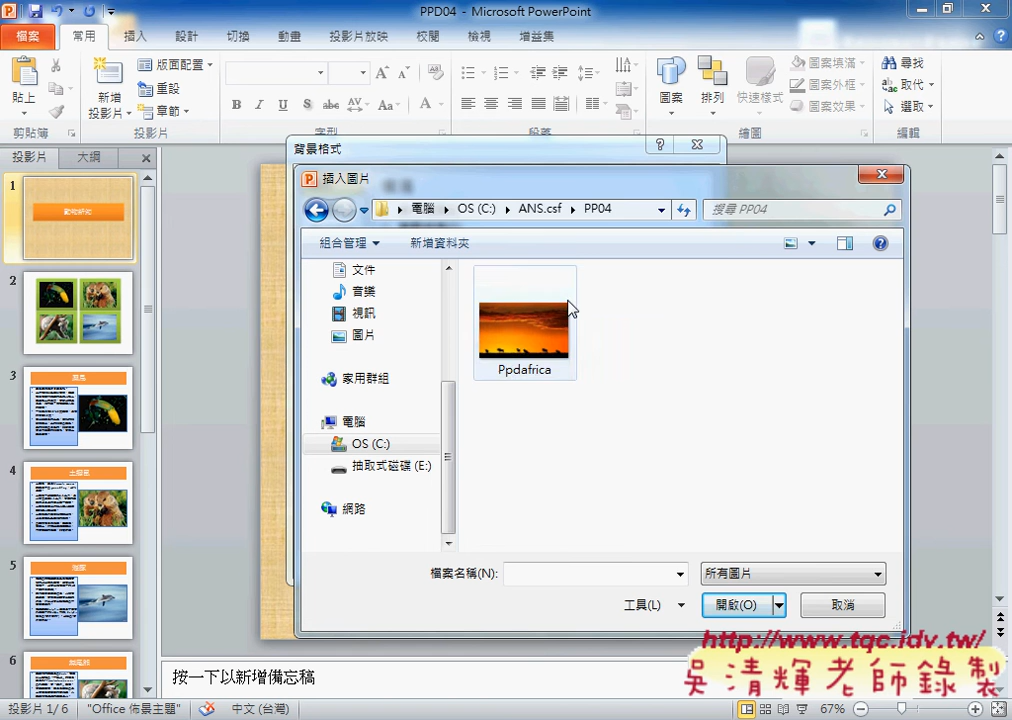 PPD04 - Microsoft PowerPoint
檔案 常用 插入 設計 切換 動畫 投影片放映 校閱 檢視 增益集
貼上
新增
投影片
版面配置
重設
章節
圖案 排列 快速樣式
圖案填滿
圖案外框
圖案效果
尋找
取代
選取
剪貼簿 投影片 字型 段落 繪圖 編輯
投影片 大綱
背景格式
插入圖片
電腦 OS (C:) ANS.csf PP04
搜尋 PP04
組合管理 新增資料夾
文件
音樂
視訊
圖片
家用群組
電腦
OS (C:)
抽取式磁碟 (E:)
網路
Ppdafrica
檔案名稱(N):
所有圖片
工具(L) 開啟(O) 取消
1
2
3
4
5
6
按一下以新增備忘稿
http://www.tqc.idv.tw/
吳清輝老師錄製
投影片 1/ 6 "Office 佈景主題" 中文 (台灣) 67%